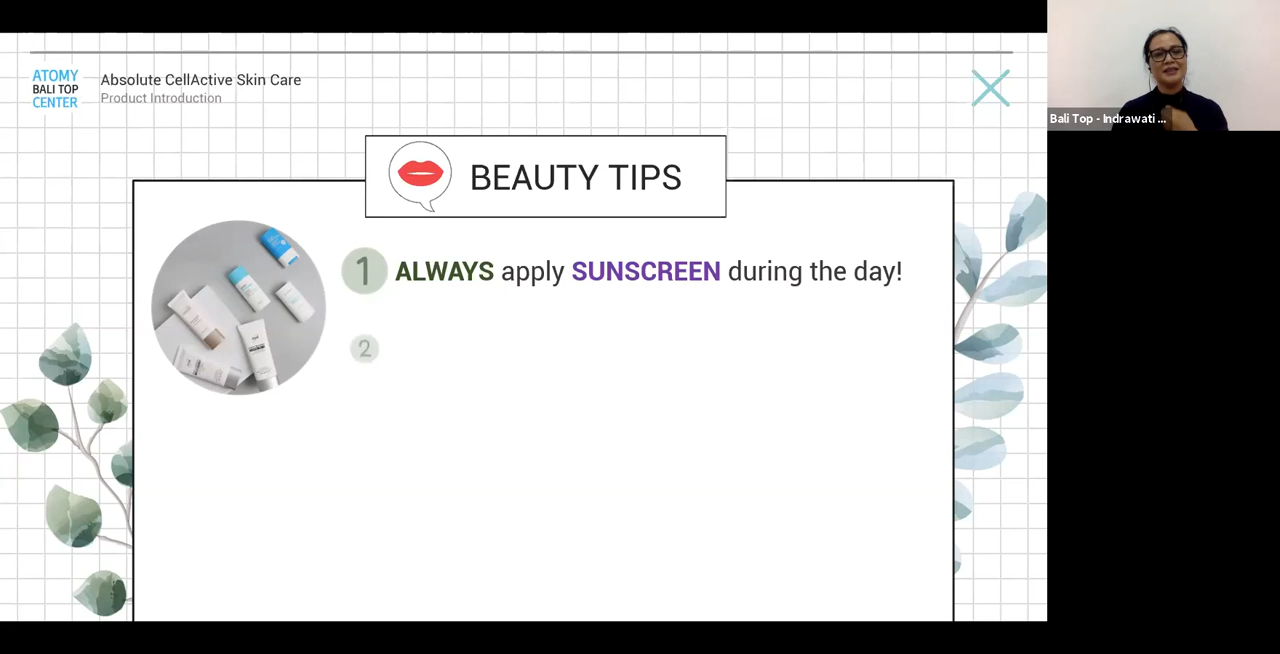 ATOMY
BALI TOP
CENTER
Absolute CellActive Skin Care
Product Introduction
BEAUTY TIPS
1 ALWAYS apply SUNSCREEN during the day!
2
Bali Top - Indrawati ...